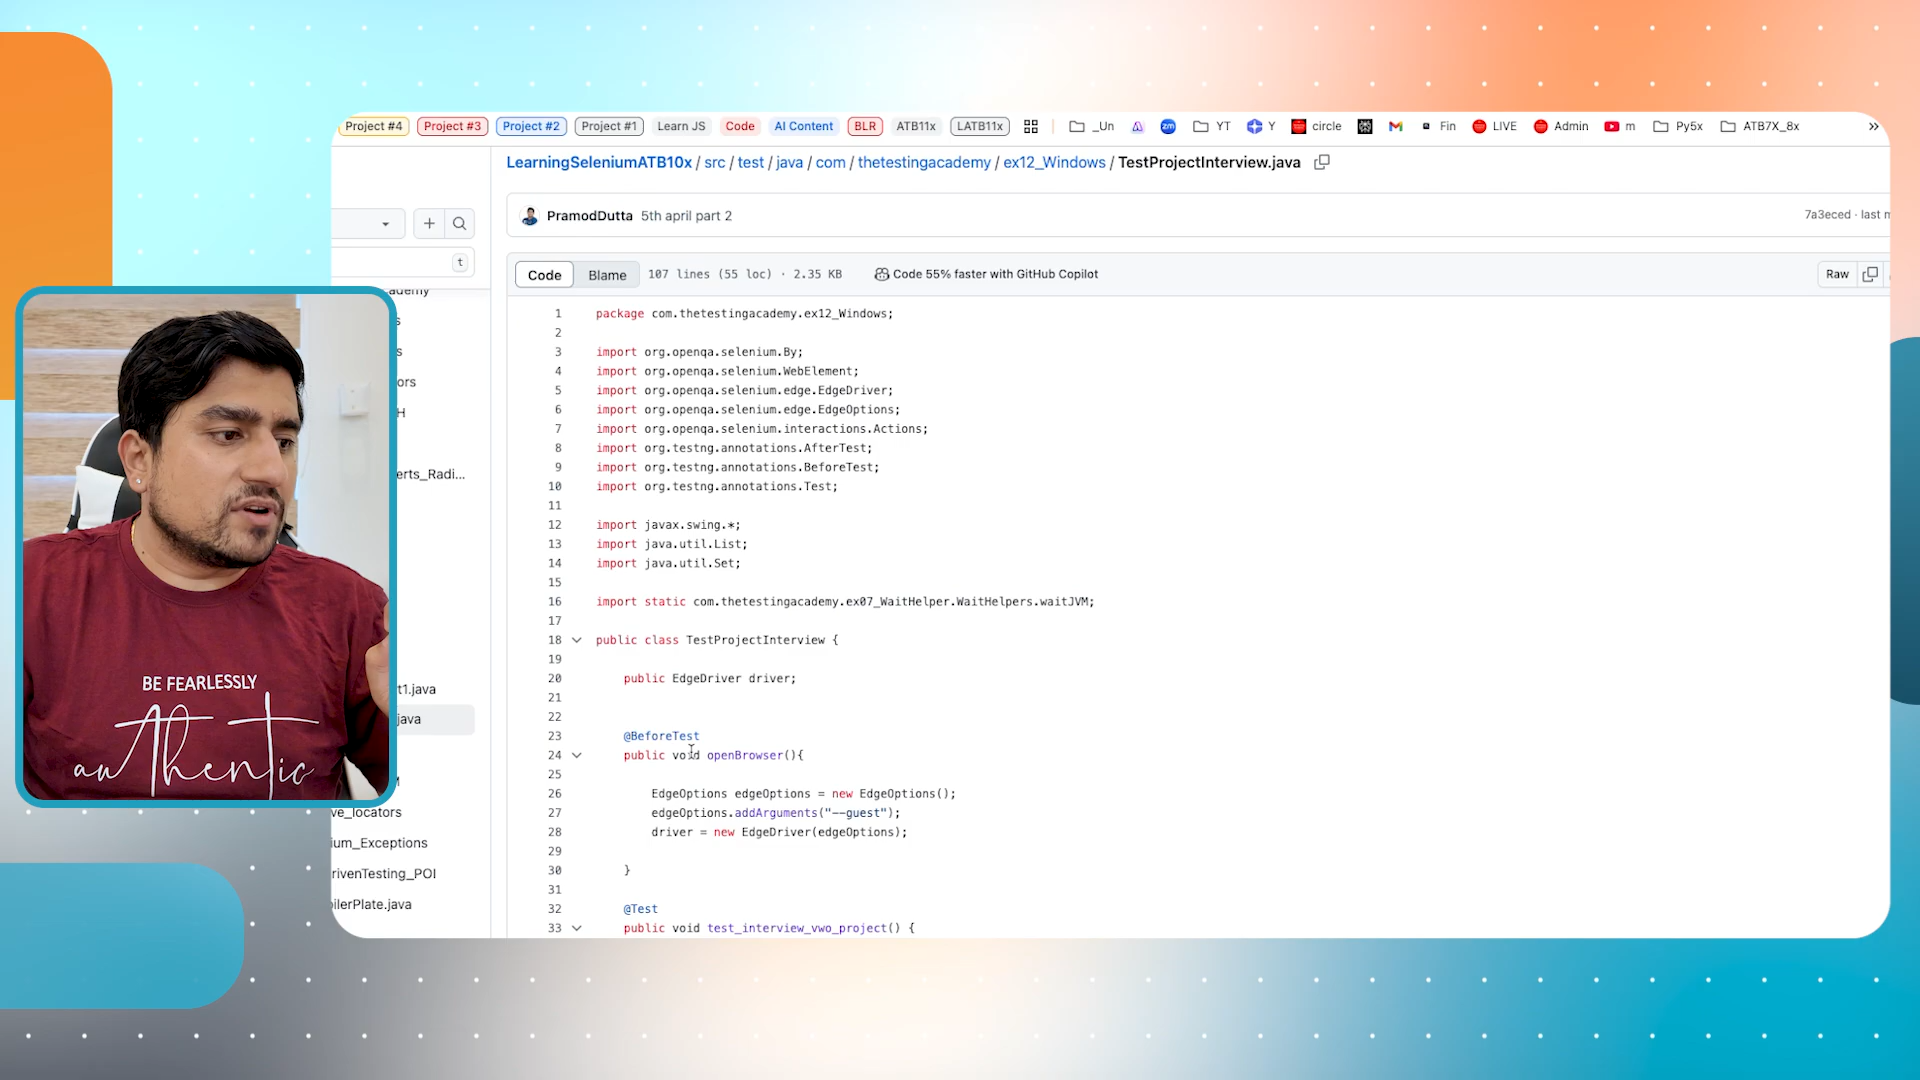 Project #4 Project #3 Project #2 Project #1 Learn JS Code AI Content BLR ATB11x LATB11x _Un zm YT Y circle M Fin LIVE Admin m Py5x ATB7X_8x »
LearningSeleniumATB10x / src / test / java / com / thetestingacademy / ex12_Windows / TestProjectInterview.java
PramodDutta 5th april part 2
7a3eced · last m
t
Code Blame 107 lines (55 loc) · 2.35 KB Code 55% faster with GitHub Copilot
Raw
ors
H
erts_Radi...
t1.java
java
ve_locators
ium_Exceptions
rivenTesting_POI
ilerPlate.java
1 package com.thetestingacademy.ex12_Windows;
2
3 import org.openqa.selenium.By;
4 import org.openqa.selenium.WebElement;
5 import org.openqa.selenium.edge.EdgeDriver;
6 import org.openqa.selenium.edge.EdgeOptions;
7 import org.openqa.selenium.interactions.Actions;
8 import org.testng.annotations.AfterTest;
9 import org.testng.annotations.BeforeTest;
10 import org.testng.annotations.Test;
11
12 import javax.swing.*;
13 import java.util.List;
14 import java.util.Set;
15
16 import static com.thetestingacademy.ex07_WaitHelper.WaitHelpers.waitJVM;
17
18 public class TestProjectInterview {
19
20 public EdgeDriver driver;
21
22
23 @BeforeTest
24 public void openBrowser(){
25
26 EdgeOptions edgeOptions = new EdgeOptions();
27 edgeOptions.addArguments("--guest");
28 driver = new EdgeDriver(edgeOptions);
29
30 }
31
32 @Test
33 public void test_interview_vwo_project() {
BE FEARLESSLY
authentic